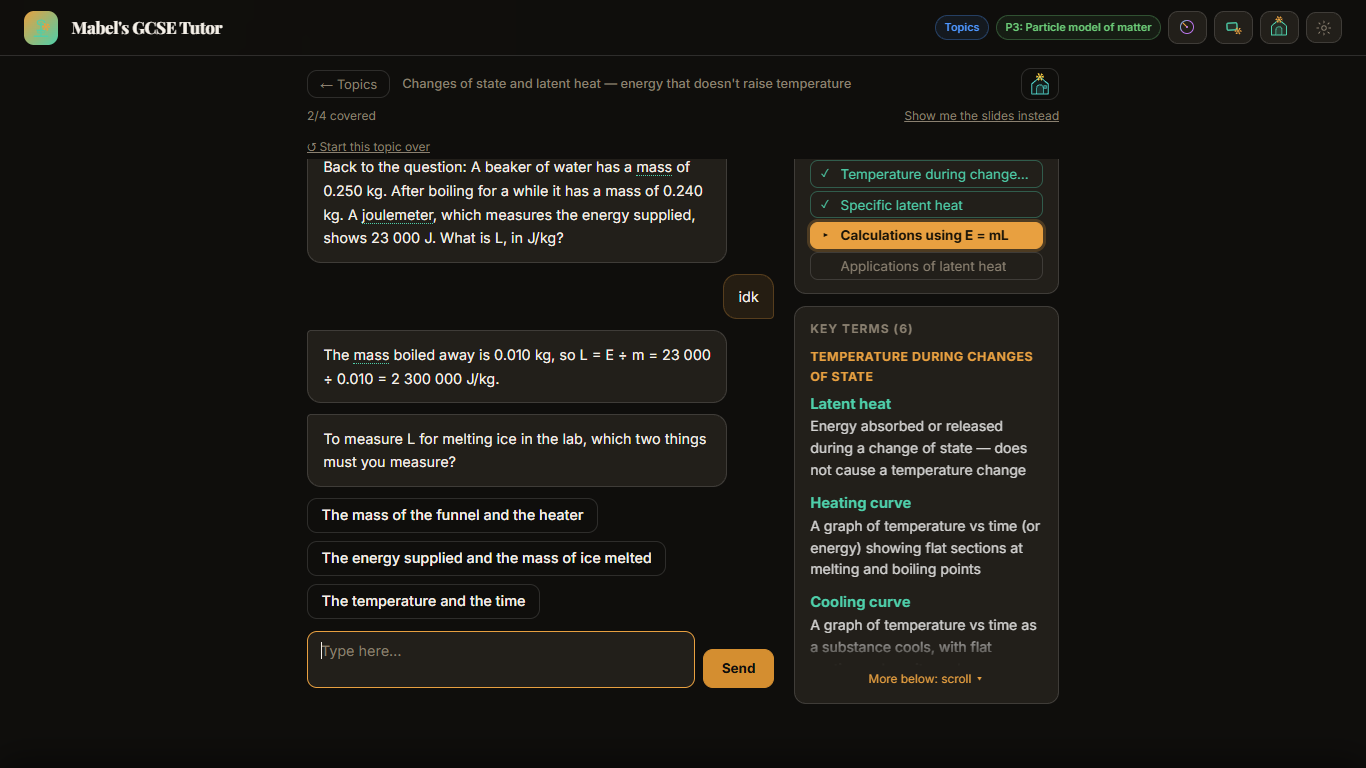 Mabel's GCSE Tutor
Topics
P3: Particle model of matter
← Topics
Changes of state and latent heat — energy that doesn't raise temperature
2/4 covered
Show me the slides instead
↺ Start this topic over
Back to the question: A beaker of water has a mass of
0.250 kg. After boiling for a while it has a mass of 0.240
kg. A joulemeter, which measures the energy supplied,
shows 23 000 J. What is L, in J/kg?
idk
The mass boiled away is 0.010 kg, so L = E ÷ m = 23 000
÷ 0.010 = 2 300 000 J/kg.
To measure L for melting ice in the lab, which two things
must you measure?
The mass of the funnel and the heater
The energy supplied and the mass of ice melted
The temperature and the time
Type here...
Send
✓ Temperature during change...
✓ Specific latent heat
‣ Calculations using E = mL
Applications of latent heat
KEY TERMS (6)
TEMPERATURE DURING CHANGES
OF STATE
Latent heat
Energy absorbed or released
during a change of state — does
not cause a temperature change
Heating curve
A graph of temperature vs time (or
energy) showing flat sections at
melting and boiling points
Cooling curve
A graph of temperature vs time as
a substance cools, with flat
More below: scroll ▾